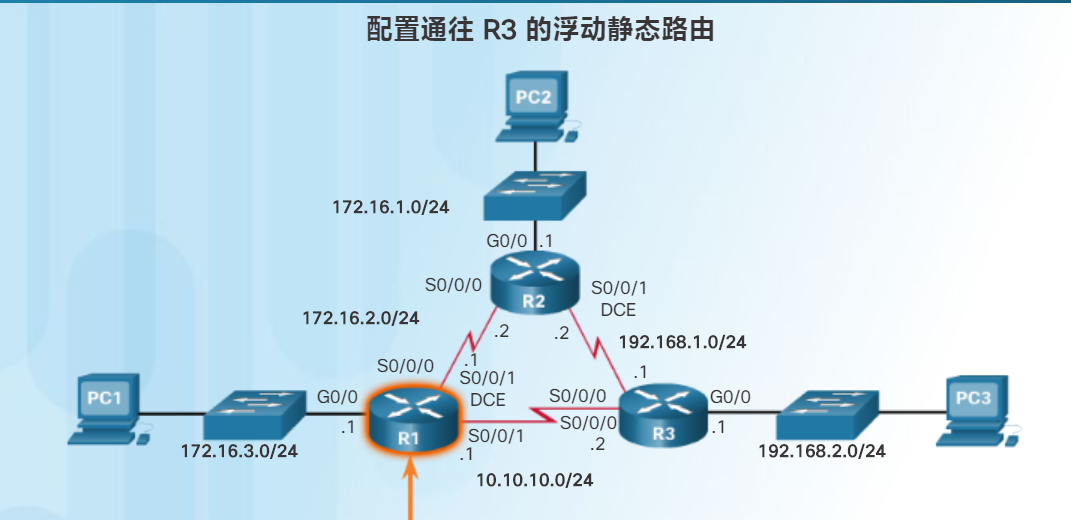 配置通往 R3 的浮动静态路由
PC2
172.16.1.0/24
G0/0 .1
S0/0/0
R2
S0/0/1
DCE
172.16.2.0/24
.2
.2
192.168.1.0/24
S0/0/0
.1
.1
PC1
G0/0
S0/0/1
DCE
S0/0/0
G0/0
PC3
.1
R1
S0/0/1
S0/0/0
R3
.1
172.16.3.0/24
.1
.2
192.168.2.0/24
10.10.10.0/24